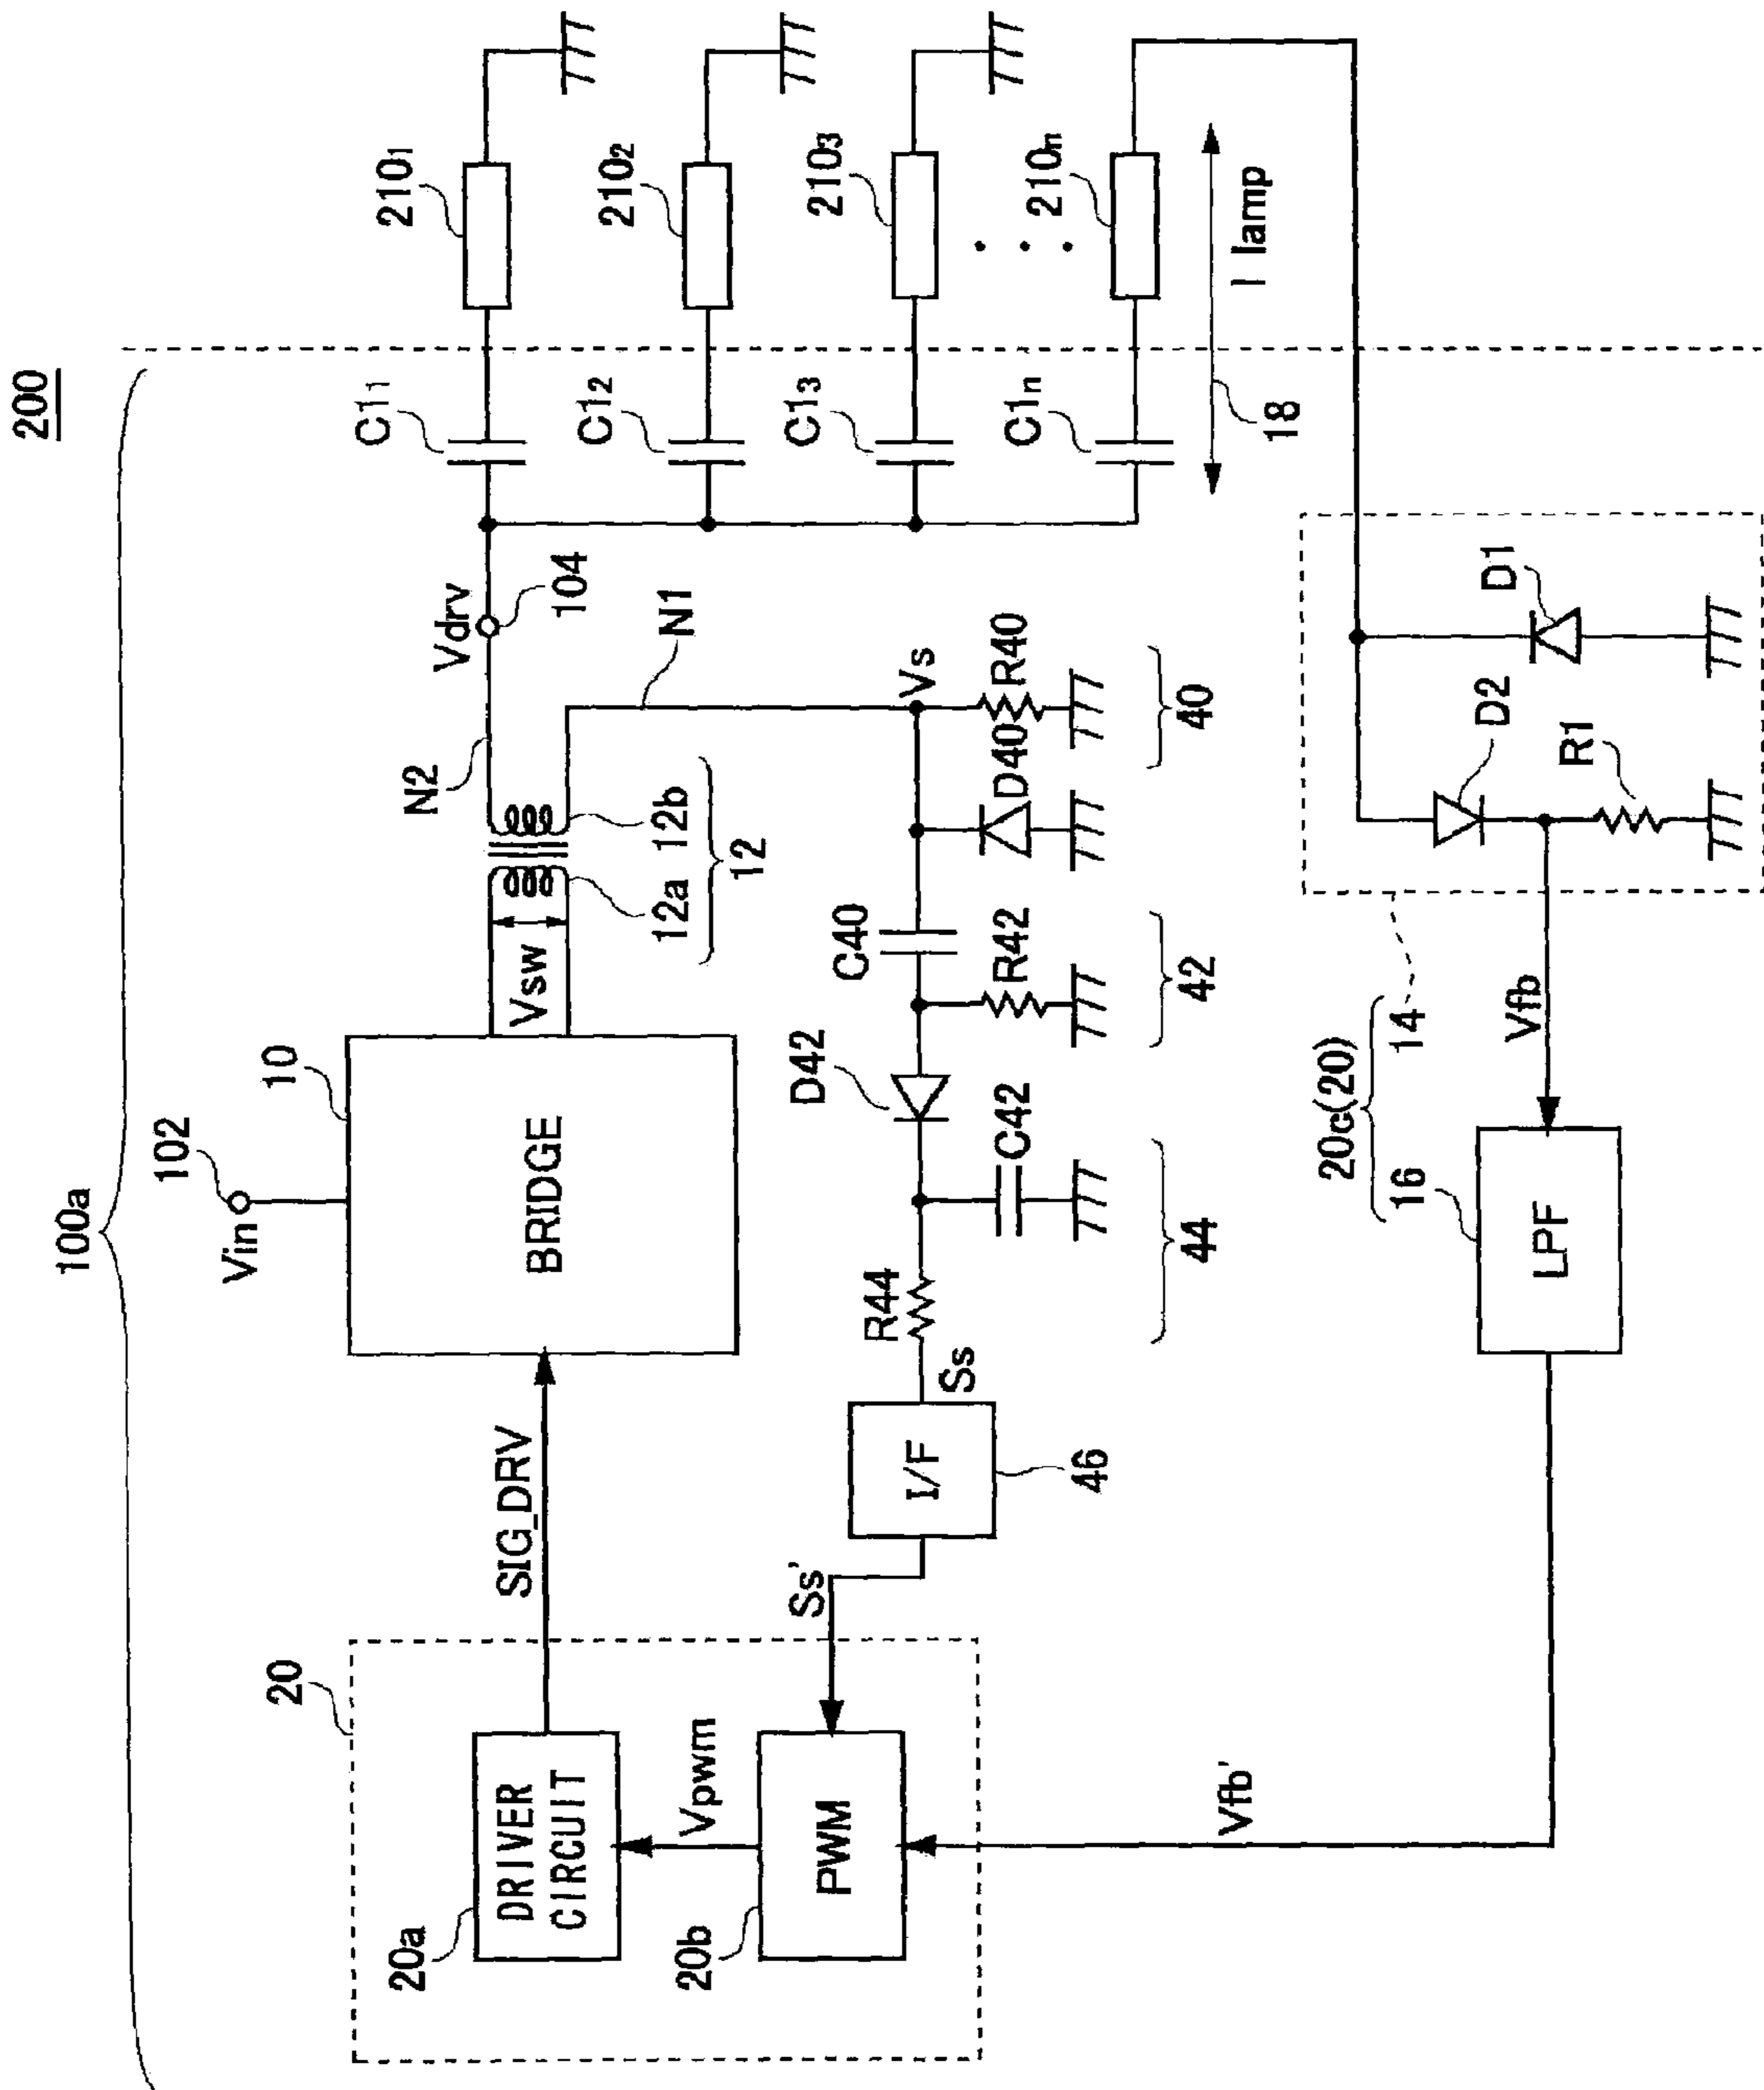 200
100a
102
Vin
10
BRIDGE
SIG_DRV
20
DRIVER
CIRCUIT
20a
Vpwm
PWM
20b
Vsw
12a
12b
12
N2
Vdrv
104
N1
Vs
R40
D40
40
C40
R42
42
D42
C42
44
R44
Ss
I/F
46
Ss'
C11
C12
C13
C1n
2101
2102
2103
210n
I lamp
18
D1
D2
R1
14
20c(20)
16
LPF
Vfb
Vfb'